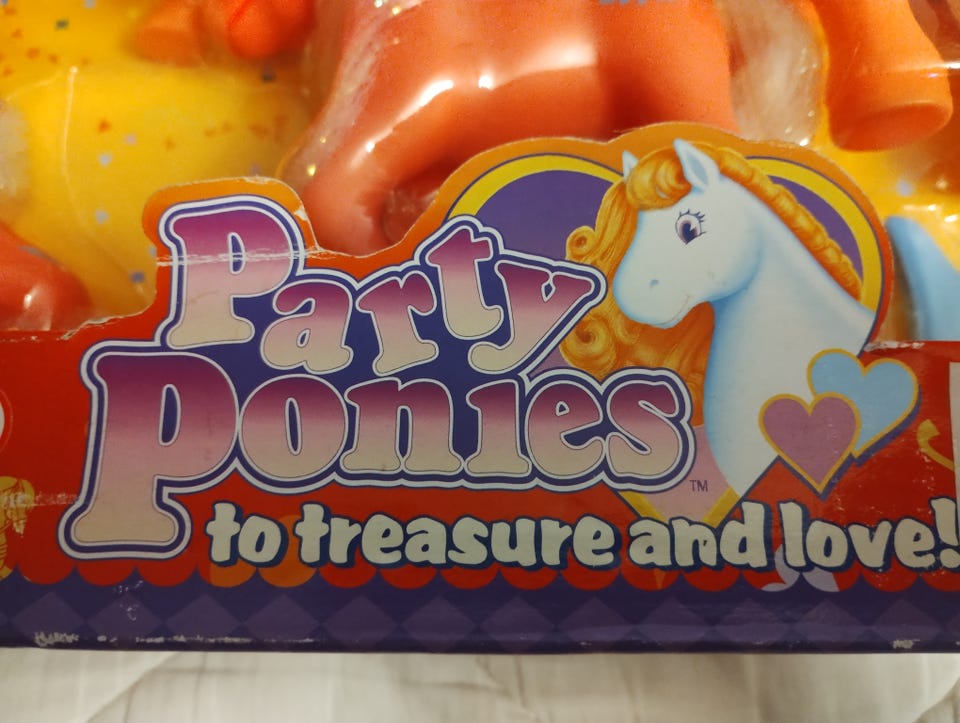 Party
Ponies
TM
to treasure and love!